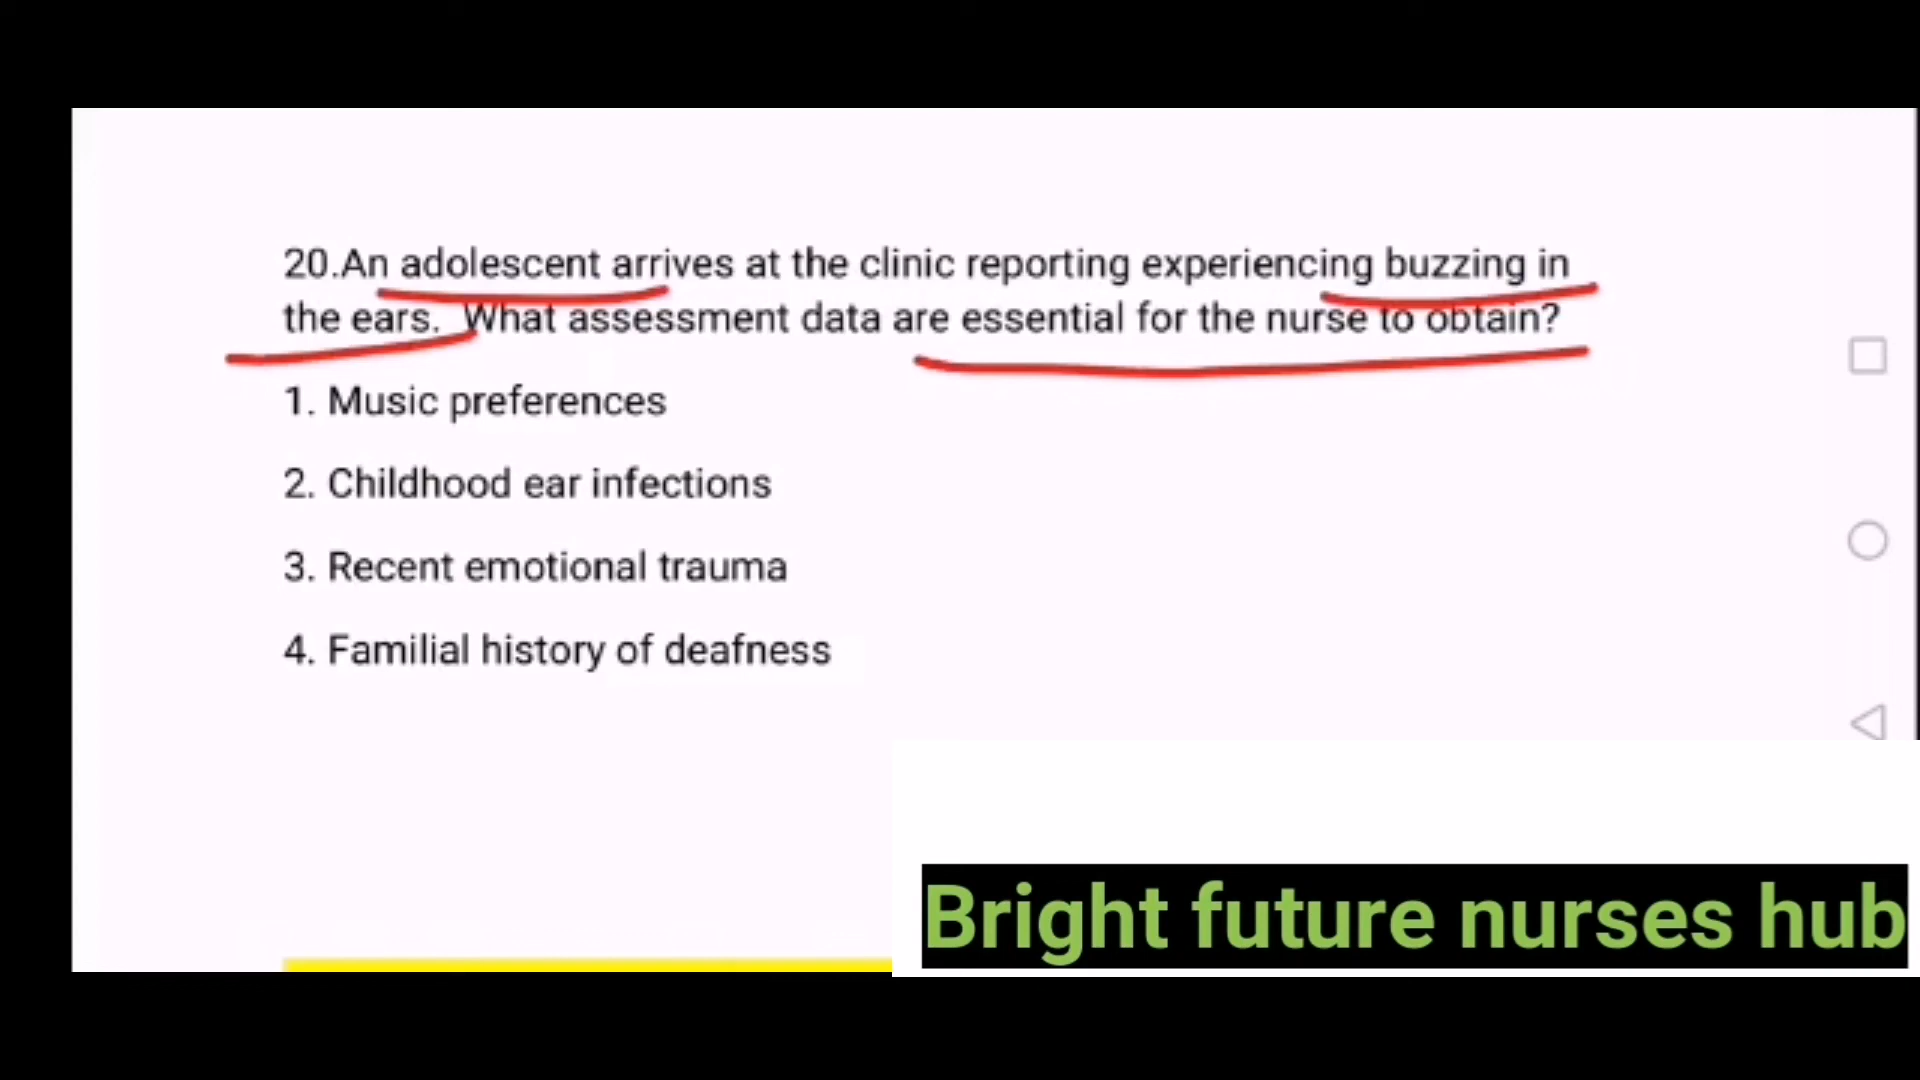 20.An adolescent arrives at the clinic reporting experiencing buzzing in
the ears. What assessment data are essential for the nurse to obtain?
1. Music preferences
2. Childhood ear infections
3. Recent emotional trauma
4. Familial history of deafness
Bright future nurses hub